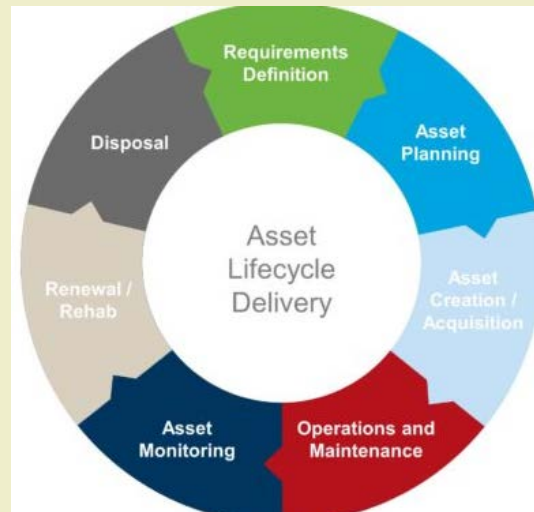 Requirements
Definition
Asset
Planning
Asset
Creation /
Acquisition
Operations and
Maintenance
Asset
Monitoring
Renewal /
Rehab
Disposal
Asset
Lifecycle
Delivery